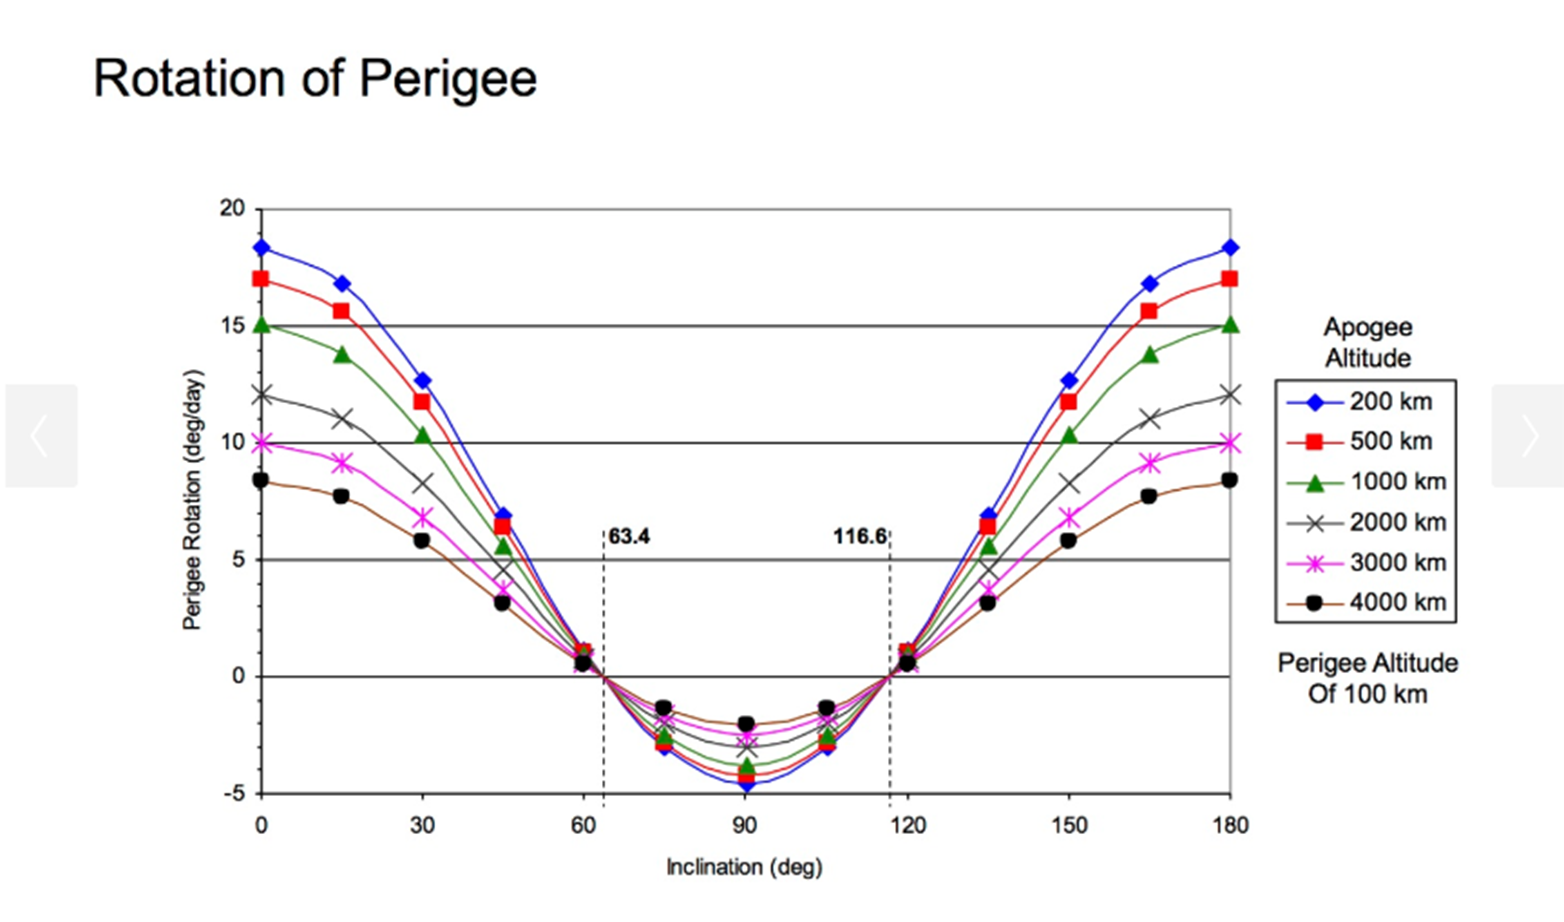 Rotation of Perigee
20
15
10
5
0
-5
Perigee Rotation (deg/day)
63.4
116.6
0
30
60
90
120
150
180
Inclination (deg)
Apogee
Altitude
200 km
500 km
1000 km
2000 km
3000 km
4000 km
Perigee Altitude
Of 100 km